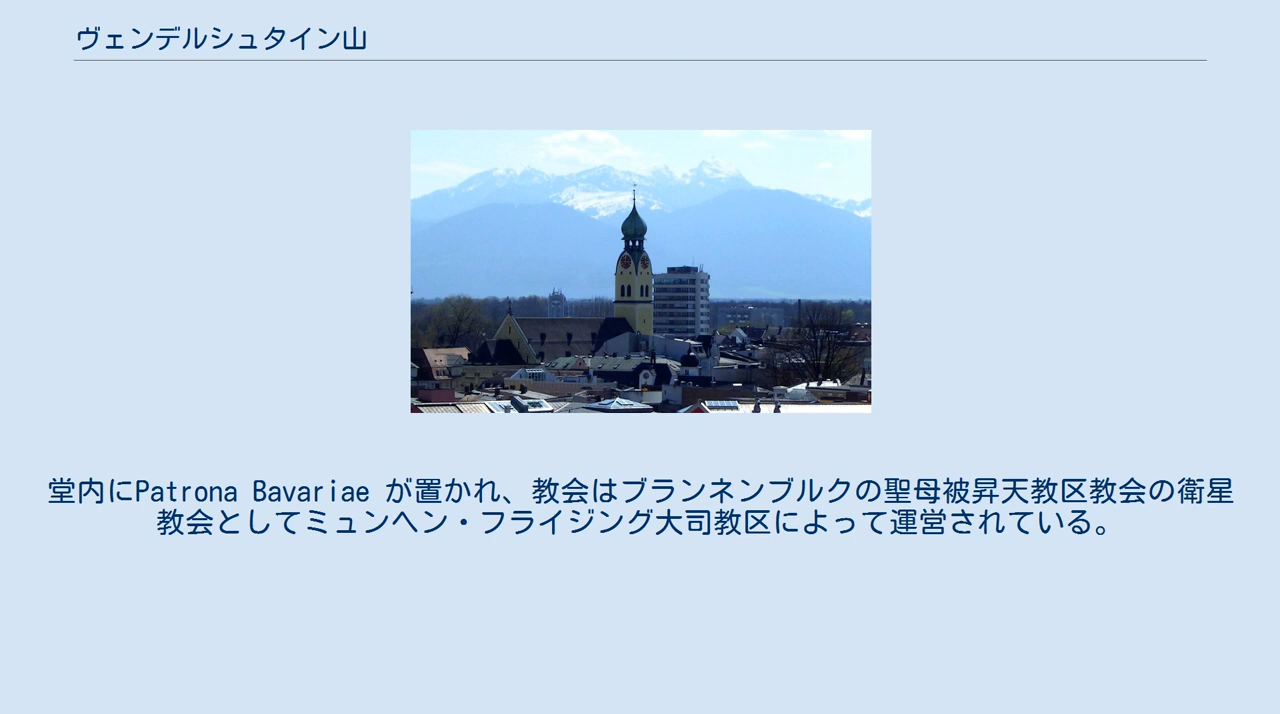 ヴェンデルシュタイン山
堂内にPatrona Bavariae が置かれ、教会はブランネンブルクの聖母被昇天教区教会の衛星
教会としてミュンヘン・フライジング大司教区によって運営されている。